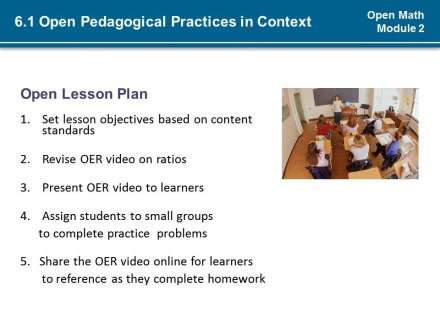 6.1 Open Pedagogical Practices in Context
Open Math
Module 2
Open Lesson Plan
1. Set lesson objectives based on content
standards
2. Revise OER video on ratios
3. Present OER video to learners
4. Assign students to small groups
to complete practice problems
5. Share the OER video online for learners
to reference as they complete homework